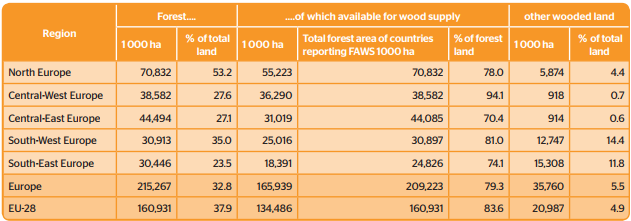 Region Forest.... ....of which available for wood supply other wooded land
1 000 ha % of total land 1 000 ha Total forest area of countries reporting FAWS 1000 ha % of forest land 1 000 ha % of total land
North Europe 70,832 53.2 55,223 70,832 78.0 5,874 4.4
Central-West Europe 38,582 27.6 36,290 38,582 94.1 918 0.7
Central-East Europe 44,494 27.1 31,019 44,085 70.4 914 0.6
South-West Europe 30,913 35.0 25,016 30,897 81.0 12,747 14.4
South-East Europe 30,446 23.5 18,391 24,826 74.1 15,308 11.8
Europe 215,267 32.8 165,939 209,223 79.3 35,760 5.5
EU-28 160,931 37.9 134,486 160,931 83.6 20,987 4.9